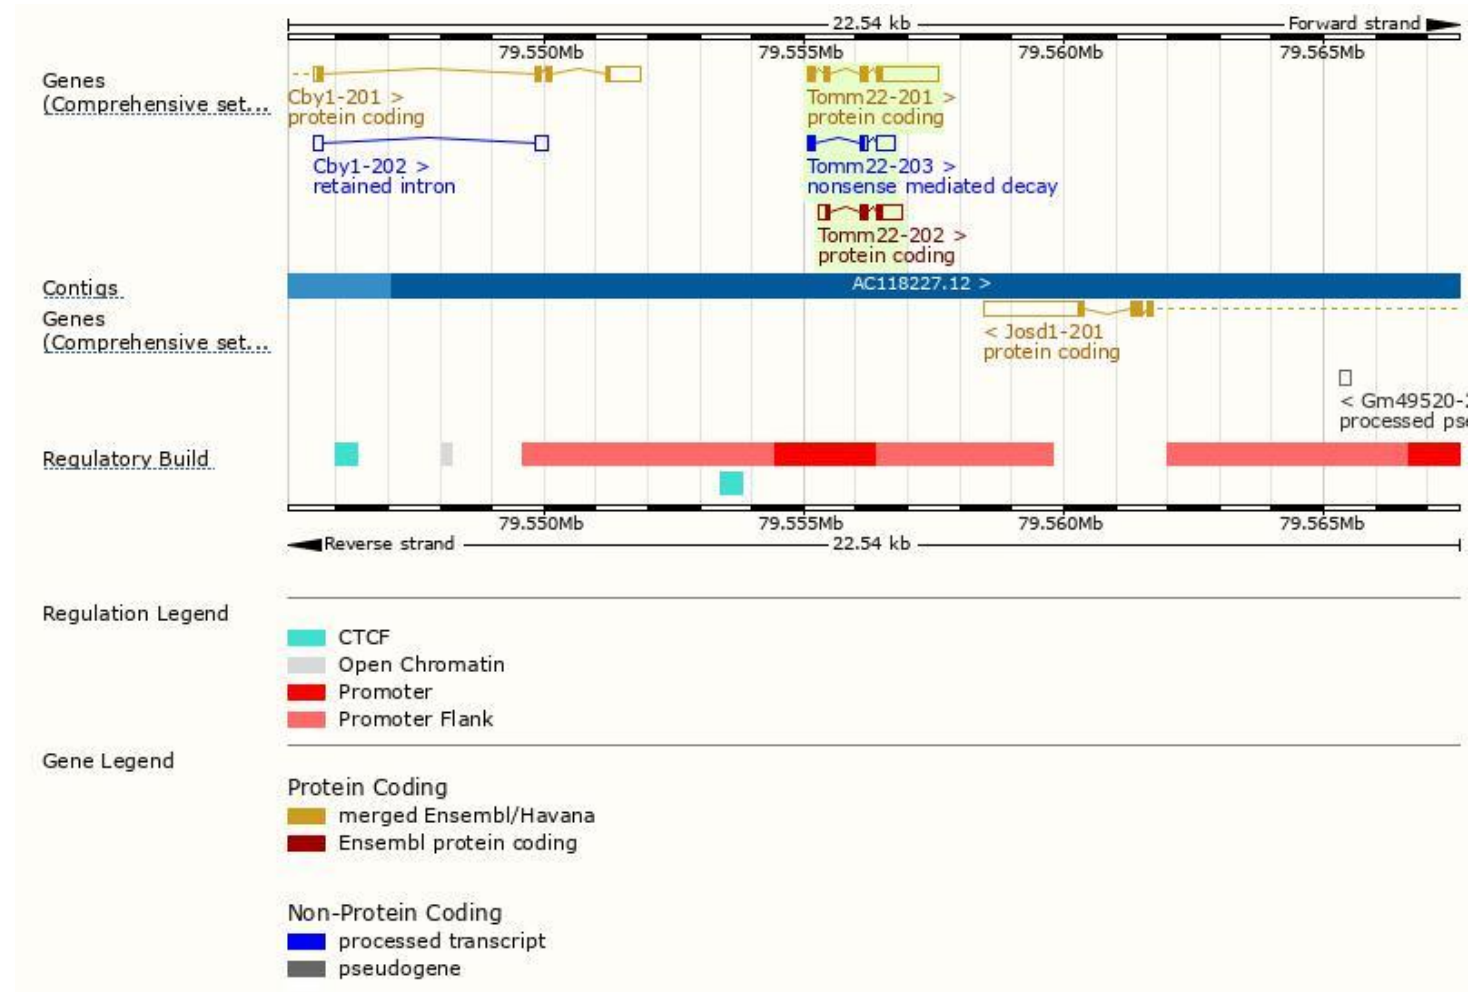 22.54 kb Forward strand
79.550Mb 79.555Mb 79.560Mb 79.565Mb
Genes
(Comprehensive set...
Cby1-201 > Tomm22-201 >
protein coding protein coding
Cby1-202 > Tomm22-203 >
retained intron nonsense mediated decay
Tomm22-202 >
protein coding
Contigs AC118227.12 >
Genes
(Comprehensive set...
< Josd1-201
protein coding
< Gm49520-
processed pse
Regulatory Build
79.550Mb 79.555Mb 79.560Mb 79.565Mb
Reverse strand 22.54 kb
Regulation Legend
CTCF
Open Chromatin
Promoter
Promoter Flank
Gene Legend
Protein Coding
merged Ensembl/Havana
Ensembl protein coding
Non-Protein Coding
processed transcript
pseudogene